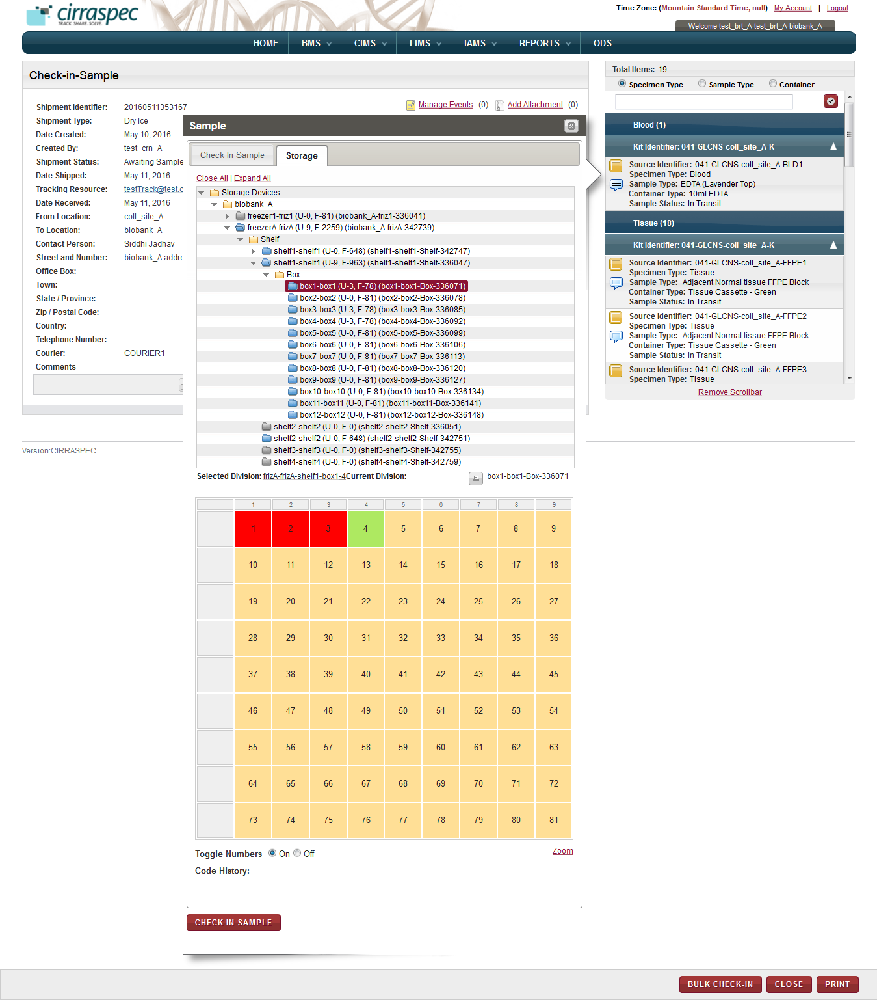 cirraspec
TRACK. SHARE. SOLVE.
Time Zone: (Mountain Standard Time, null) My Account | Logout
Welcome test_brt_A test_brt_A biobank_A
HOME BMS CIMS LIMS IAMS REPORTS ODS
Check-in-Sample
Shipment Identifier: 20160511353167
Manage Events (0) Add Attachment (0)
Shipment Type: Dry Ice
Date Created: May 10, 2016
Created By: test_crn_A
Shipment Status: Awaiting Sample
Date Shipped: May 11, 2016
Tracking Resource: testTrack@test.c
Date Received: May 11, 2016
From Location: coll_site_A
To Location: biobank_A
Contact Person: Siddhi Jadhav
Street and Number: biobank_A addre
Office Box:
Town:
State / Province:
Zip / Postal Code:
Country:
Telephone Number:
Courier: COURIER1
Comments
Version:CIRRASPEC
Sample
Check In Sample Storage
Close All | Expand All
Storage Devices
biobank_A
freezer1-friz1 (U-0, F-81) (biobank_A-friz1-336041)
freezerA-frizA (U-9, F-2259) (biobank_A-frizA-342739)
Shelf
shelf1-shelf1 (U-0, F-648) (shelf1-shelf1-Shelf-342747)
shelf1-shelf1 (U-9, F-963) (shelf1-shelf1-Shelf-336047)
Box
box1-box1 (U-3, F-78) (box1-box1-Box-336071)
box2-box2 (U-0, F-81) (box2-box2-Box-336078)
box3-box3 (U-3, F-78) (box3-box3-Box-336085)
box4-box4 (U-3, F-78) (box4-box4-Box-336092)
box5-box5 (U-0, F-81) (box5-box5-Box-336099)
box6-box6 (U-0, F-81) (box6-box6-Box-336106)
box7-box7 (U-0, F-81) (box7-box7-Box-336113)
box8-box8 (U-0, F-81) (box8-box8-Box-336120)
box9-box9 (U-0, F-81) (box9-box9-Box-336127)
box10-box10 (U-0, F-81) (box10-box10-Box-336134)
box11-box11 (U-0, F-81) (box11-box11-Box-336141)
box12-box12 (U-0, F-81) (box12-box12-Box-336148)
shelf2-shelf2 (U-0, F-0) (shelf2-shelf2-Shelf-336051)
shelf2-shelf2 (U-0, F-648) (shelf2-shelf2-Shelf-342751)
shelf3-shelf3 (U-0, F-0) (shelf3-shelf3-Shelf-342755)
shelf4-shelf4 (U-0, F-0) (shelf4-shelf4-Shelf-342759)
Selected Division: frizA-frizA-shelf1-box1-4Current Division: box1-box1-Box-336071
1 2 3 4 5 6 7 8 9
1 2 3 4 5 6 7 8 9
10 11 12 13 14 15 16 17 18
19 20 21 22 23 24 25 26 27
28 29 30 31 32 33 34 35 36
37 38 39 40 41 42 43 44 45
46 47 48 49 50 51 52 53 54
55 56 57 58 59 60 61 62 63
64 65 66 67 68 69 70 71 72
73 74 75 76 77 78 79 80 81
Toggle Numbers On Off Zoom
Code History:
CHECK IN SAMPLE
Total Items: 19
Specimen Type Sample Type Container
Blood (1)
Kit Identifier: 041-GLCNS-coll_site_A-K
Source Identifier: 041-GLCNS-coll_site_A-BLD1
Specimen Type: Blood
Sample Type: EDTA (Lavender Top)
Container Type: 10ml EDTA
Sample Status: In Transit
Tissue (18)
Kit Identifier: 041-GLCNS-coll_site_A-K
Source Identifier: 041-GLCNS-coll_site_A-FFPE1
Specimen Type: Tissue
Sample Type: Adjacent Normal tissue FFPE Block
Container Type: Tissue Cassette - Green
Sample Status: In Transit
Source Identifier: 041-GLCNS-coll_site_A-FFPE2
Specimen Type: Tissue
Sample Type: Adjacent Normal tissue FFPE Block
Container Type: Tissue Cassette - Green
Sample Status: In Transit
Source Identifier: 041-GLCNS-coll_site_A-FFPE3
Specimen Type: Tissue
Remove Scrollbar
BULK CHECK-IN CLOSE PRINT